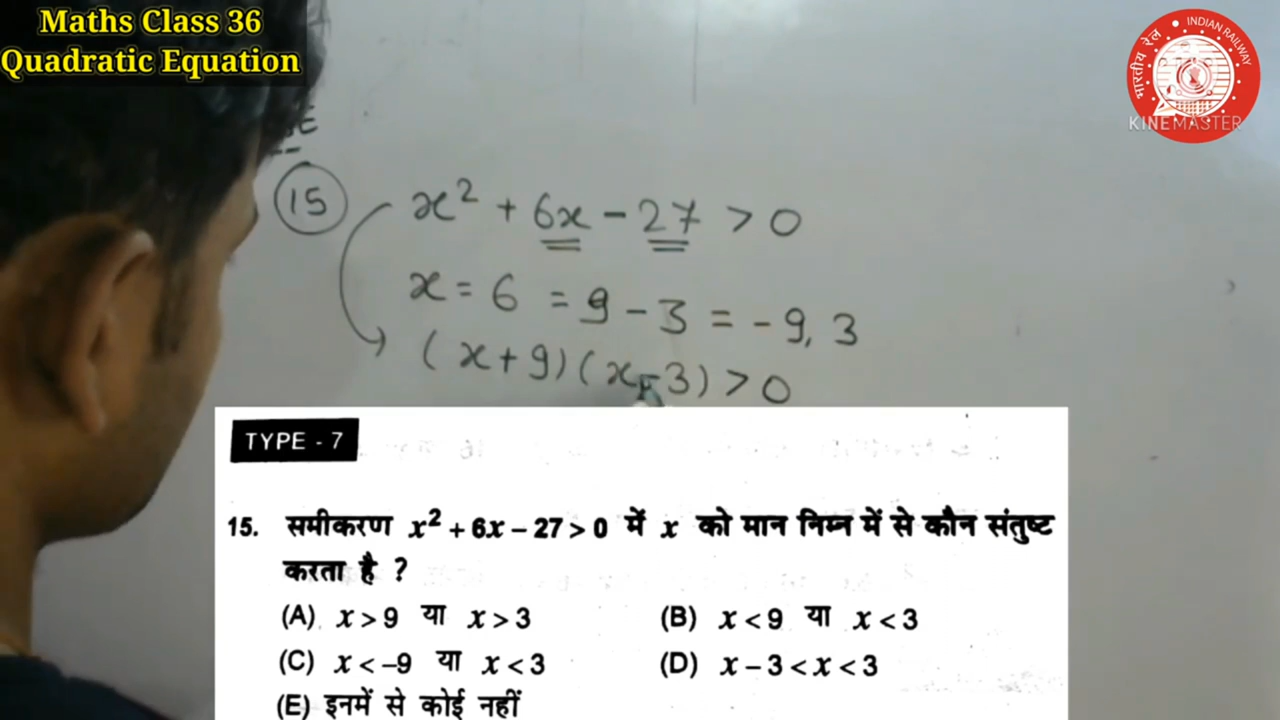 Maths Class 36
Quadratic Equation
भारतीय रेल
INDIAN RAILWAY
KINEMASTER
15
x² + 6x - 27 > 0
x = 6 = 9 - 3 = - 9, 3
(x+9)(x-3) > 0
TYPE - 7
15. समीकरण x² + 6x – 27 > 0 में x को मान निम्न में से कौन संतुष्ट
करता है ?
(A) x > 9 या x > 3
(B) x < 9 या x < 3
(C) x < –9 या x < 3
(D) x – 3 < x < 3
(E) इनमें से कोई नहीं